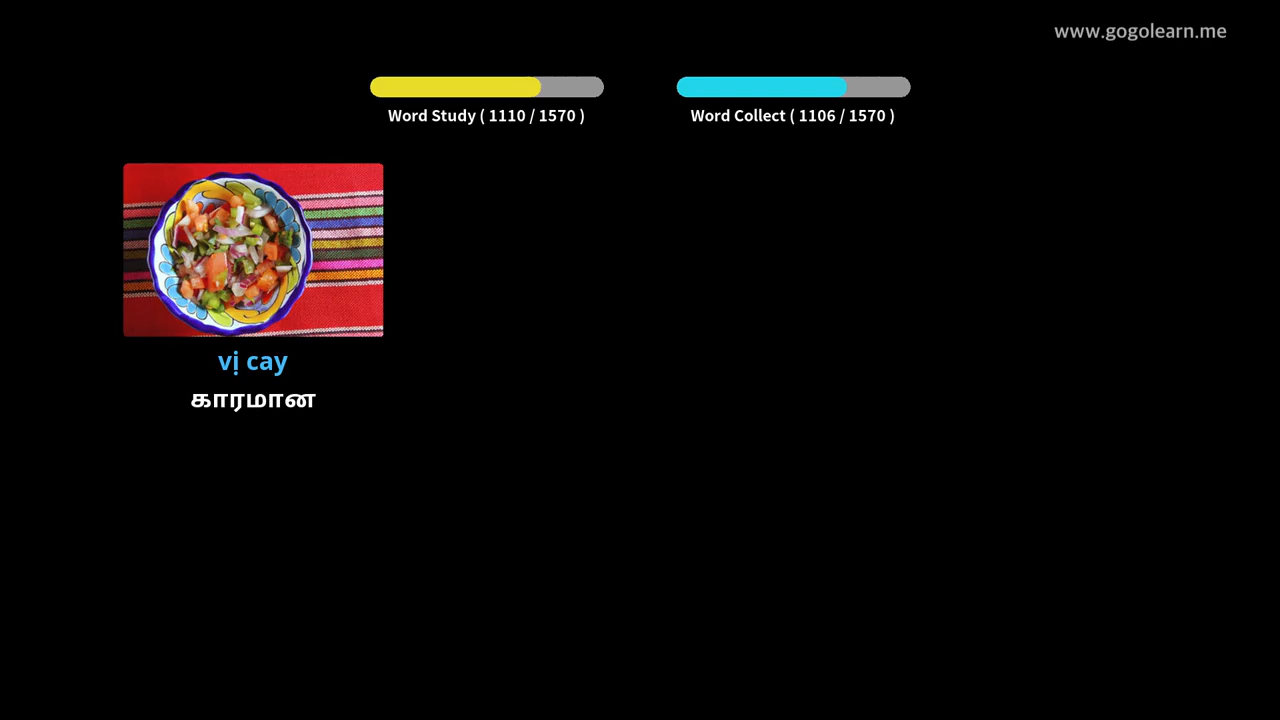 www.gogolearn.me
Word Study ( 1110 / 1570 )
Word Collect ( 1106 / 1570 )
vị cay
காரமான